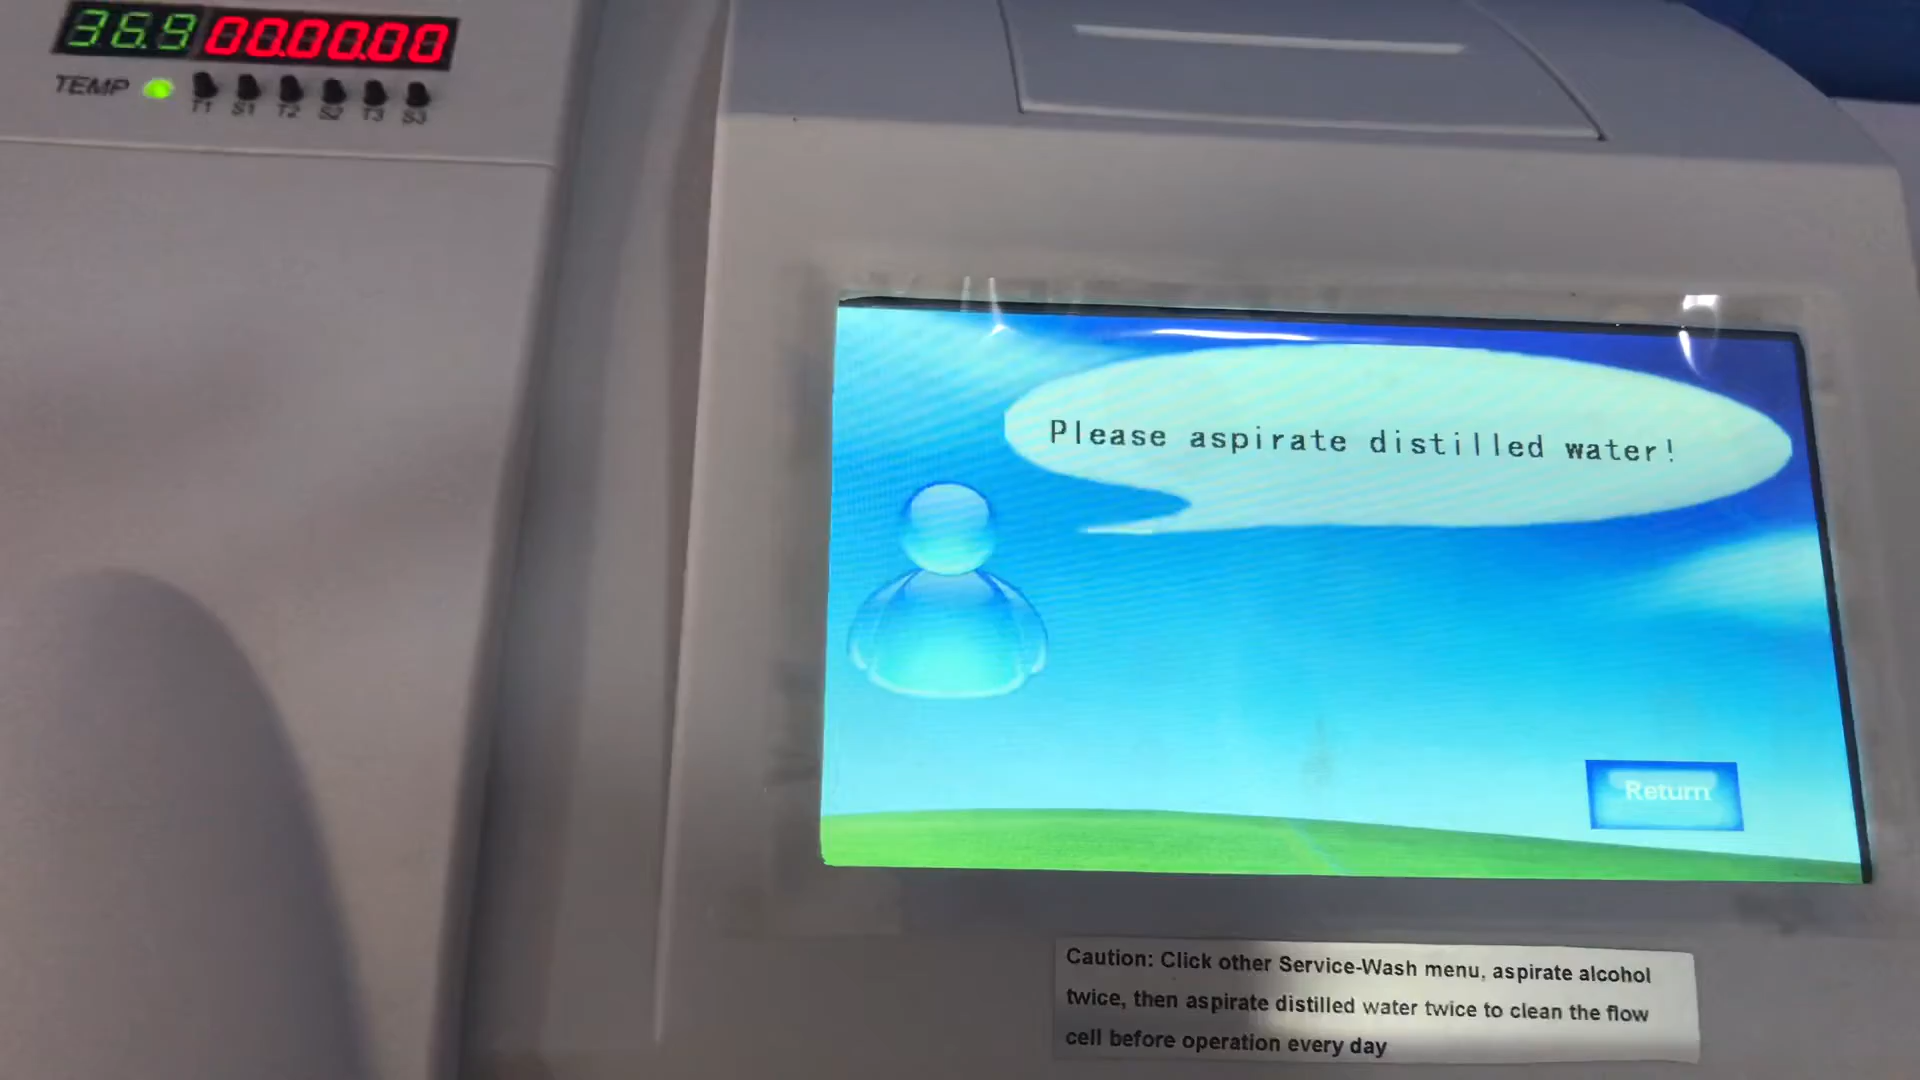 36.9 00.00.00
TEMP T1 S1 T2 S2 T3 S3
Please aspirate distilled water!
Return
Caution: Click other Service-Wash menu, aspirate alcohol
twice, then aspirate distilled water twice to clean the flow
cell before operation every day